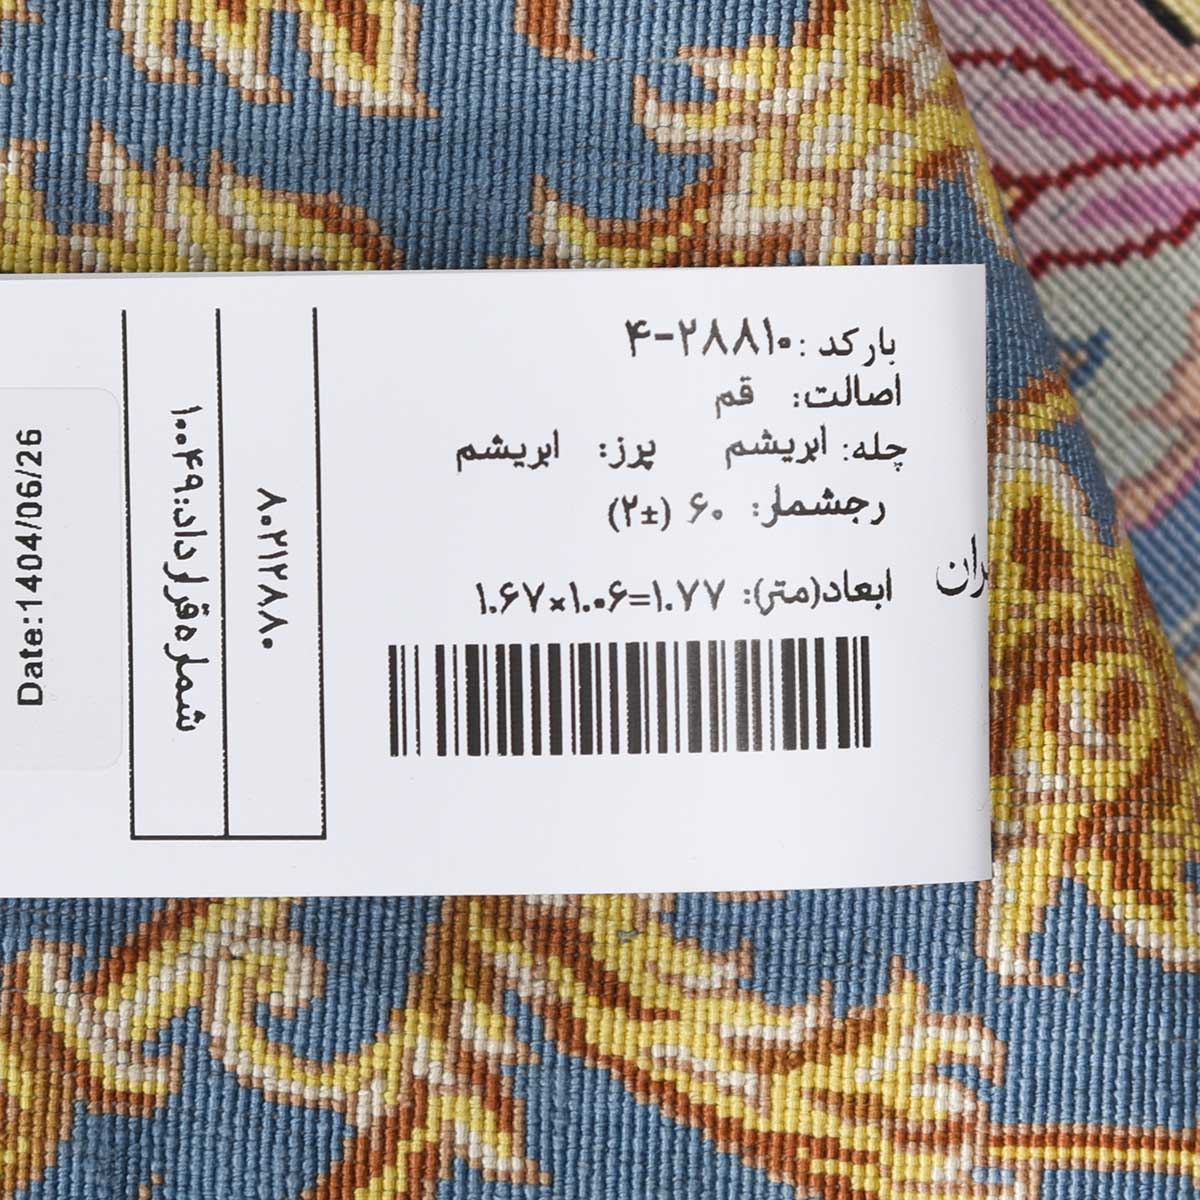 بارکد: ۴-۲۸۸۱۰
اصالت: قم
چله: ابریشم پرز: ابریشم
رجشمار: ۶۰ (±۲)
ابعاد(متر): ۱.۶۷×۱.۰۶=۱.۷۷
۸۰۲۱۲۸۸۰
شماره قرارداد: ۱۰۰۴۹
Date:1404/06/26